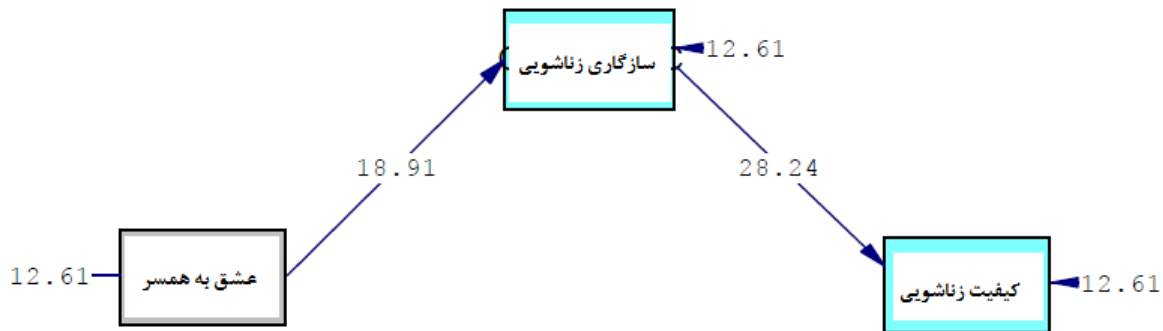 سازگاری زناشویی
12.61
18.91
28.24
12.61
عشق به همسر
کیفیت زناشویی
12.61